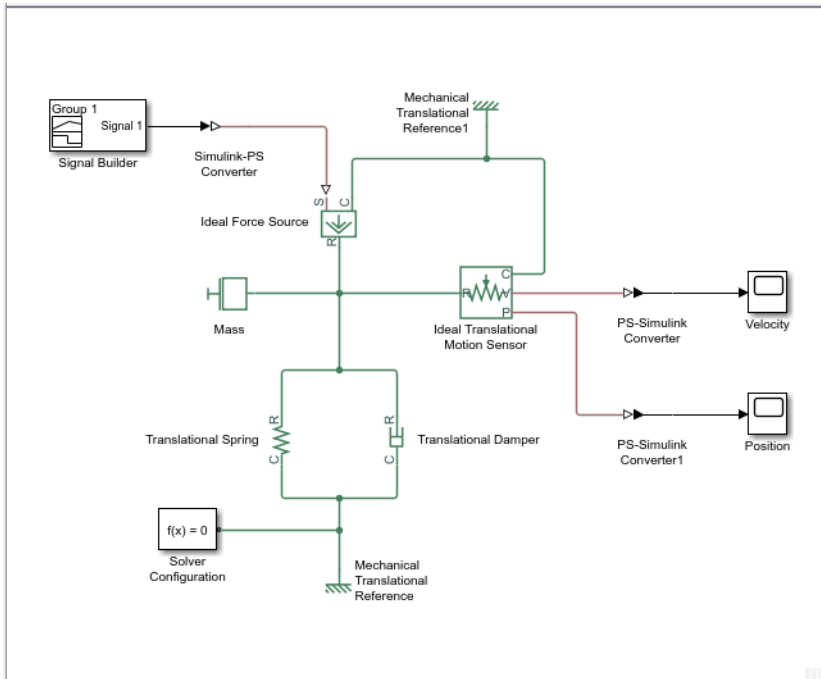 Group 1
Signal 1
Signal Builder
Simulink-PS
Converter
Mechanical
Translational
Reference1
S
C
Ideal Force Source
R
Mass
R
C
V
P
Ideal Translational
Motion Sensor
PS-Simulink
Converter
Velocity
Translational Spring
R
C
R
C
Translational Damper
PS-Simulink
Converter1
Position
f(x) = 0
Solver
Configuration
Mechanical
Translational
Reference